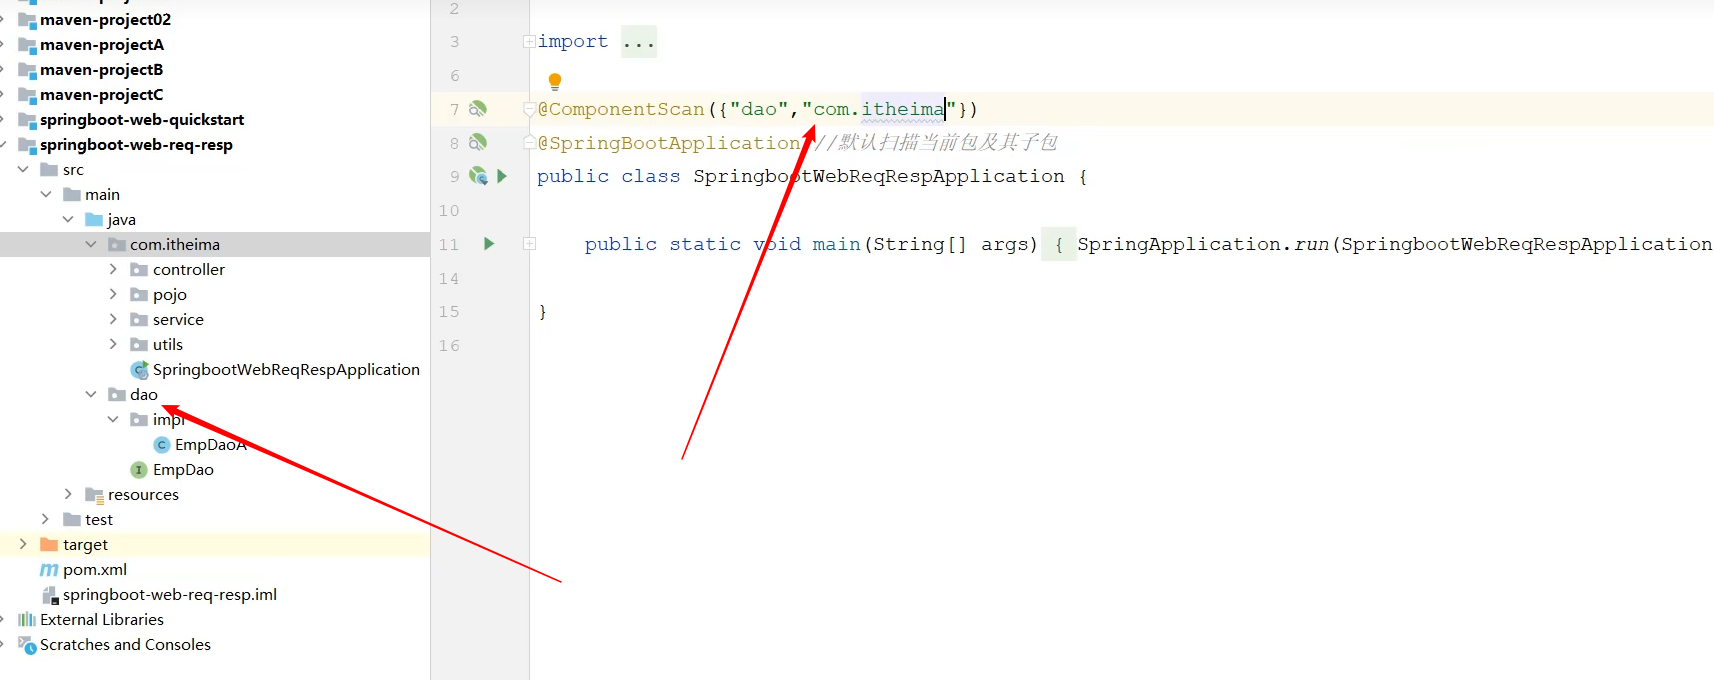 maven-project02
maven-projectA
maven-projectB
maven-projectC
springboot-web-quickstart
springboot-web-req-resp
src
main
java
com.itheima
controller
pojo
service
utils
SpringbootWebReqRespApplication
dao
impl
EmpDaoA
EmpDao
resources
test
target
pom.xml
springboot-web-req-resp.iml
External Libraries
Scratches and Consoles
2
3 import ...
6
7 @ComponentScan({"dao","com.itheima"})
8 @SpringBootApplication //默认扫描当前包及其子包
9 public class SpringbootWebReqRespApplication {
10
11 public static void main(String[] args) { SpringApplication.run(SpringbootWebReqRespApplication
14
15 }
16